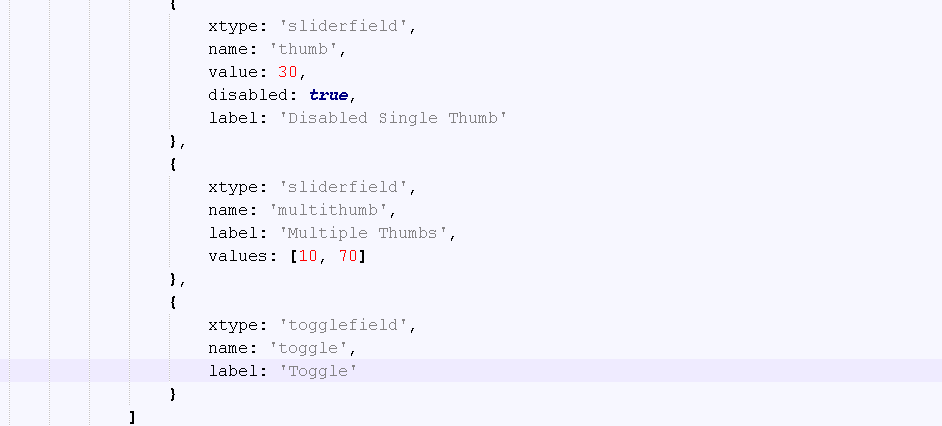 {
xtype: 'sliderfield',
name: 'thumb',
value: 30,
disabled: true,
label: 'Disabled Single Thumb'
},
{
xtype: 'sliderfield',
name: 'multithumb',
label: 'Multiple Thumbs',
values: [10, 70]
},
{
xtype: 'togglefield',
name: 'toggle',
label: 'Toggle'
}
]